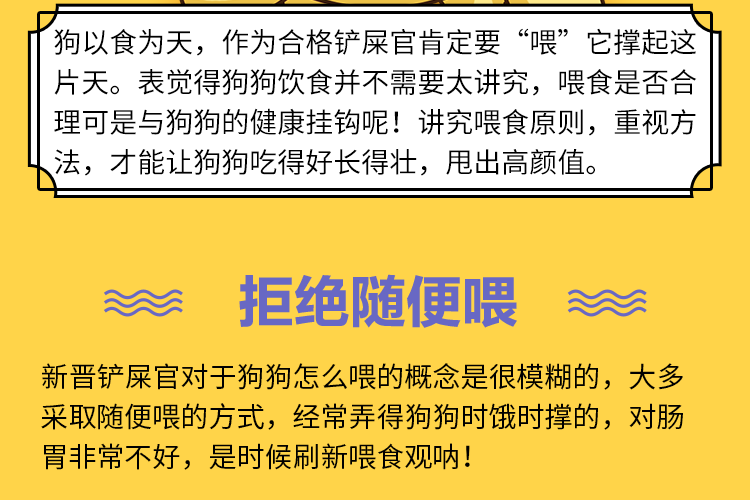 狗以食为天，作为合格铲屎官肯定要“喂”它撑起这
片天。表觉得狗狗饮食并不需要太讲究，喂食是否合
理可是与狗狗的健康挂钩呢！讲究喂食原则，重视方
法，才能让狗狗吃得好长得壮，甩出高颜值。
拒绝随便喂
新晋铲屎官对于狗狗怎么喂的概念是很模糊的，大多
采取随便喂的方式，经常弄得狗狗时饿时撑的，对肠
胃非常不好，是时候刷新喂食观呐！